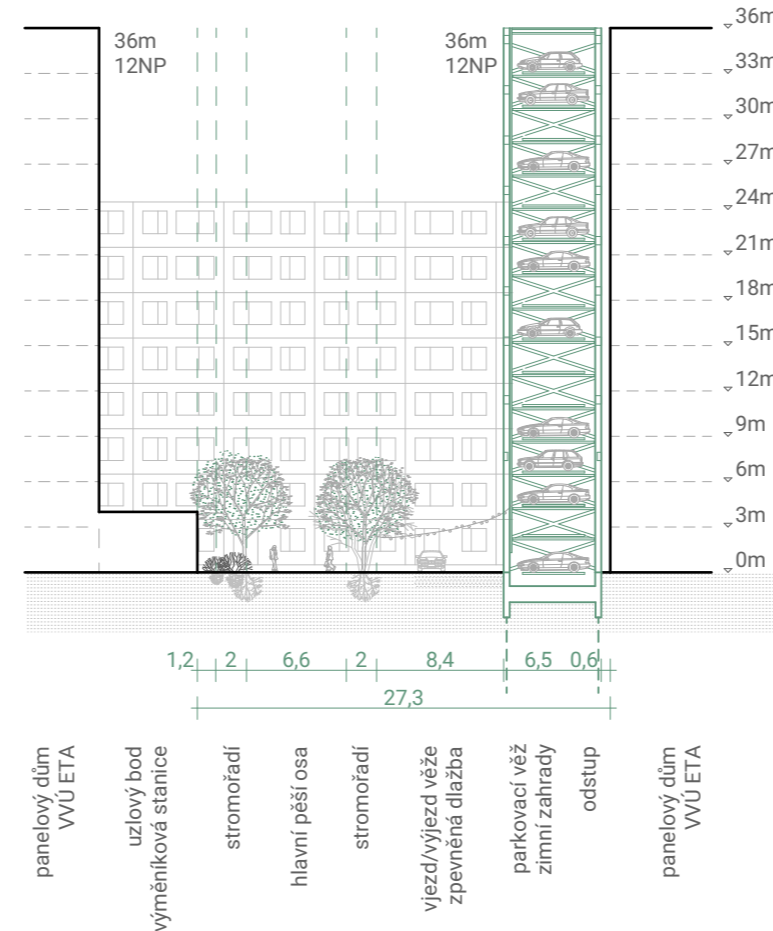 36m
12NP
36m
12NP
36m
33m
30m
27m
24m
21m
18m
15m
12m
9m
6m
3m
0m
1,2
2
6,6
2
8,4
6,5
0,6
27,3
panelový dům
VVÚ ETA
uzlový bod
výměníková stanice
stromořadí
hlavní pěší osa
stromořadí
vjezd/výjezd věže
zpevněná dlažba
parkovací věž
zimní zahrady
odstup
panelový dům
VVÚ ETA